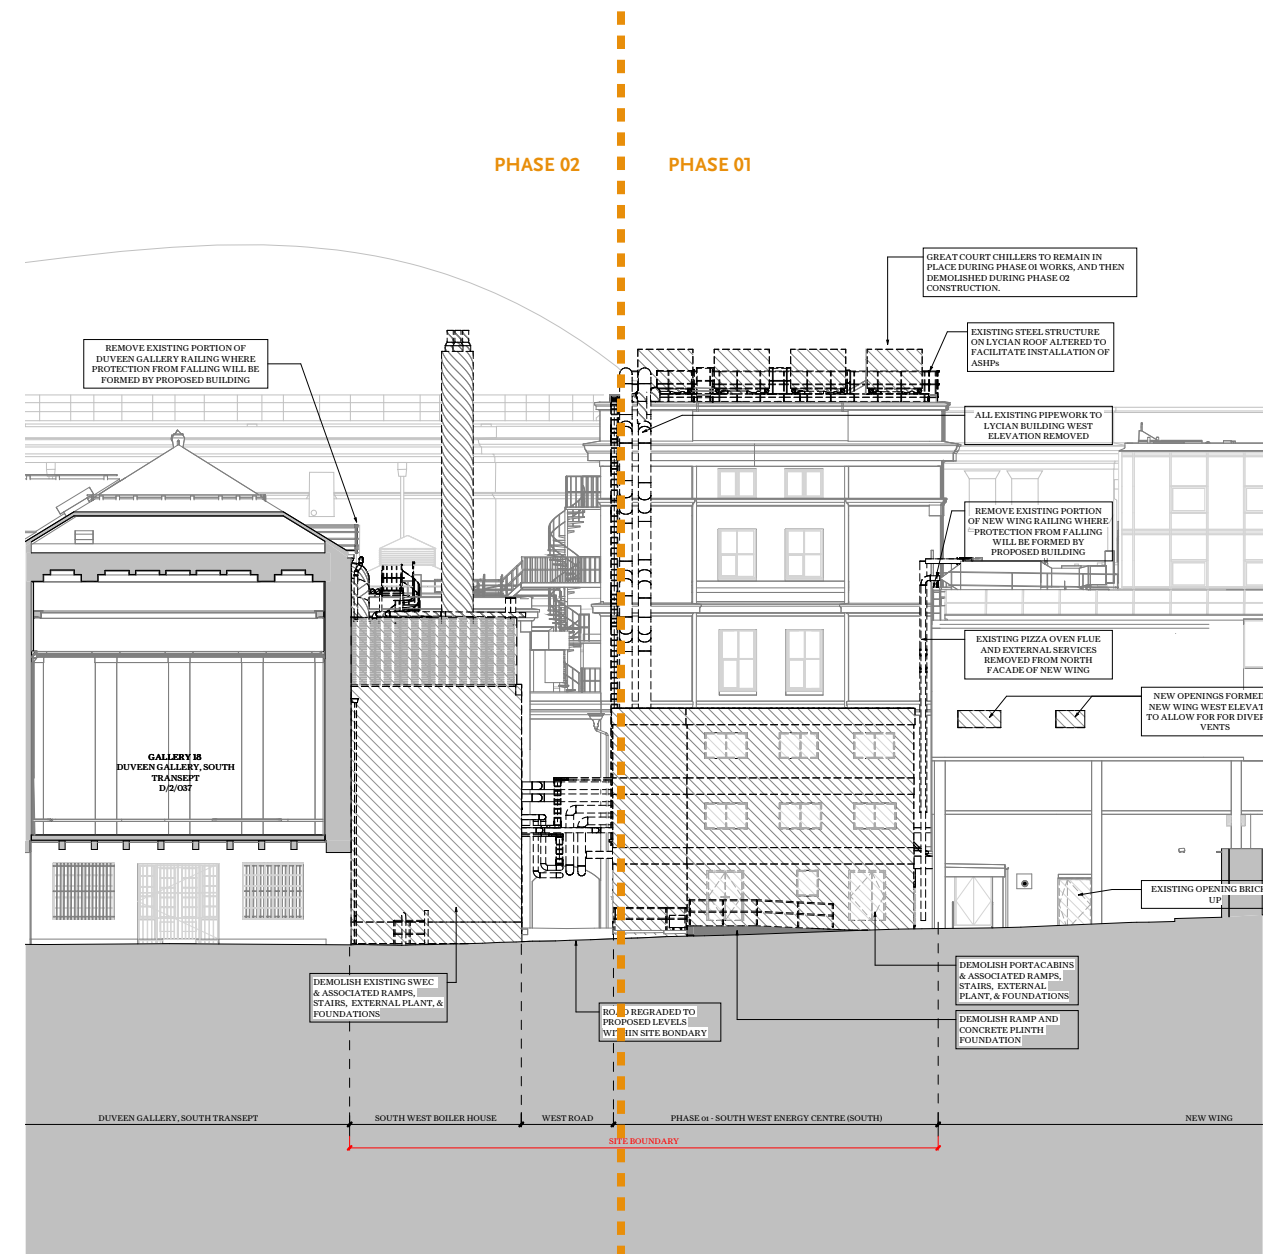 PHASE 02
PHASE 01
GREAT COURT CHILLERS TO REMAIN IN
PLACE DURING PHASE 01 WORKS, AND THEN
DEMOLISHED DURING PHASE 02
CONSTRUCTION.
EXISTING STEEL STRUCTURE
ON LYCIAN ROOF ALTERED TO
FACILITATE INSTALLATION OF
ASHPs
REMOVE EXISTING PORTION OF
DUVEEN GALLERY RAILING WHERE
PROTECTION FROM FALLING WILL BE
FORMED BY PROPOSED BUILDING
ALL EXISTING PIPEWORK TO
LYCIAN BUILDING WEST
ELEVATION REMOVED
REMOVE EXISTING PORTION
OF NEW WING RAILING WHERE
PROTECTION FROM FALLING
WILL BE FORMED BY
PROPOSED BUILDING
EXISTING PIZZA OVEN FLUE
AND EXTERNAL SERVICES
REMOVED FROM NORTH
FACADE OF NEW WING
NEW OPENINGS FORMED
NEW WING WEST ELEVAT
TO ALLOW FOR FOR DIVER
VENTS
GALLERY 18
DUVEEN GALLERY, SOUTH
TRANSEPT
D/2/037
EXISTING OPENING BRICK
UP
DEMOLISH EXISTING SWEC
& ASSOCIATED RAMPS,
STAIRS, EXTERNAL PLANT, &
FOUNDATIONS
ROAD REGRADED TO
PROPOSED LEVELS
WITHIN SITE BONDARY
DEMOLISH PORTACABINS
& ASSOCIATED RAMPS,
STAIRS, EXTERNAL
PLANT, & FOUNDATIONS
DEMOLISH RAMP AND
CONCRETE PLINTH
FOUNDATION
DUVEEN GALLERY, SOUTH TRANSEPT
SOUTH WEST BOILER HOUSE
WEST ROAD
PHASE 01 - SOUTH WEST ENERGY CENTRE (SOUTH)
NEW WING
SITE BOUNDARY